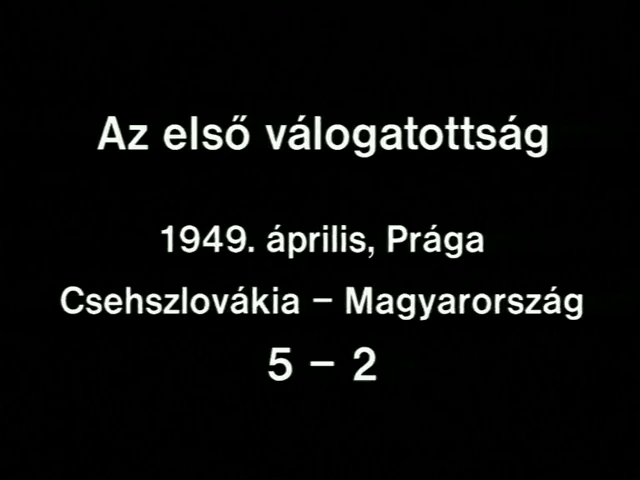 Az első válogatottság
1949. április, Prága
Csehszlovákia – Magyarország
5 – 2